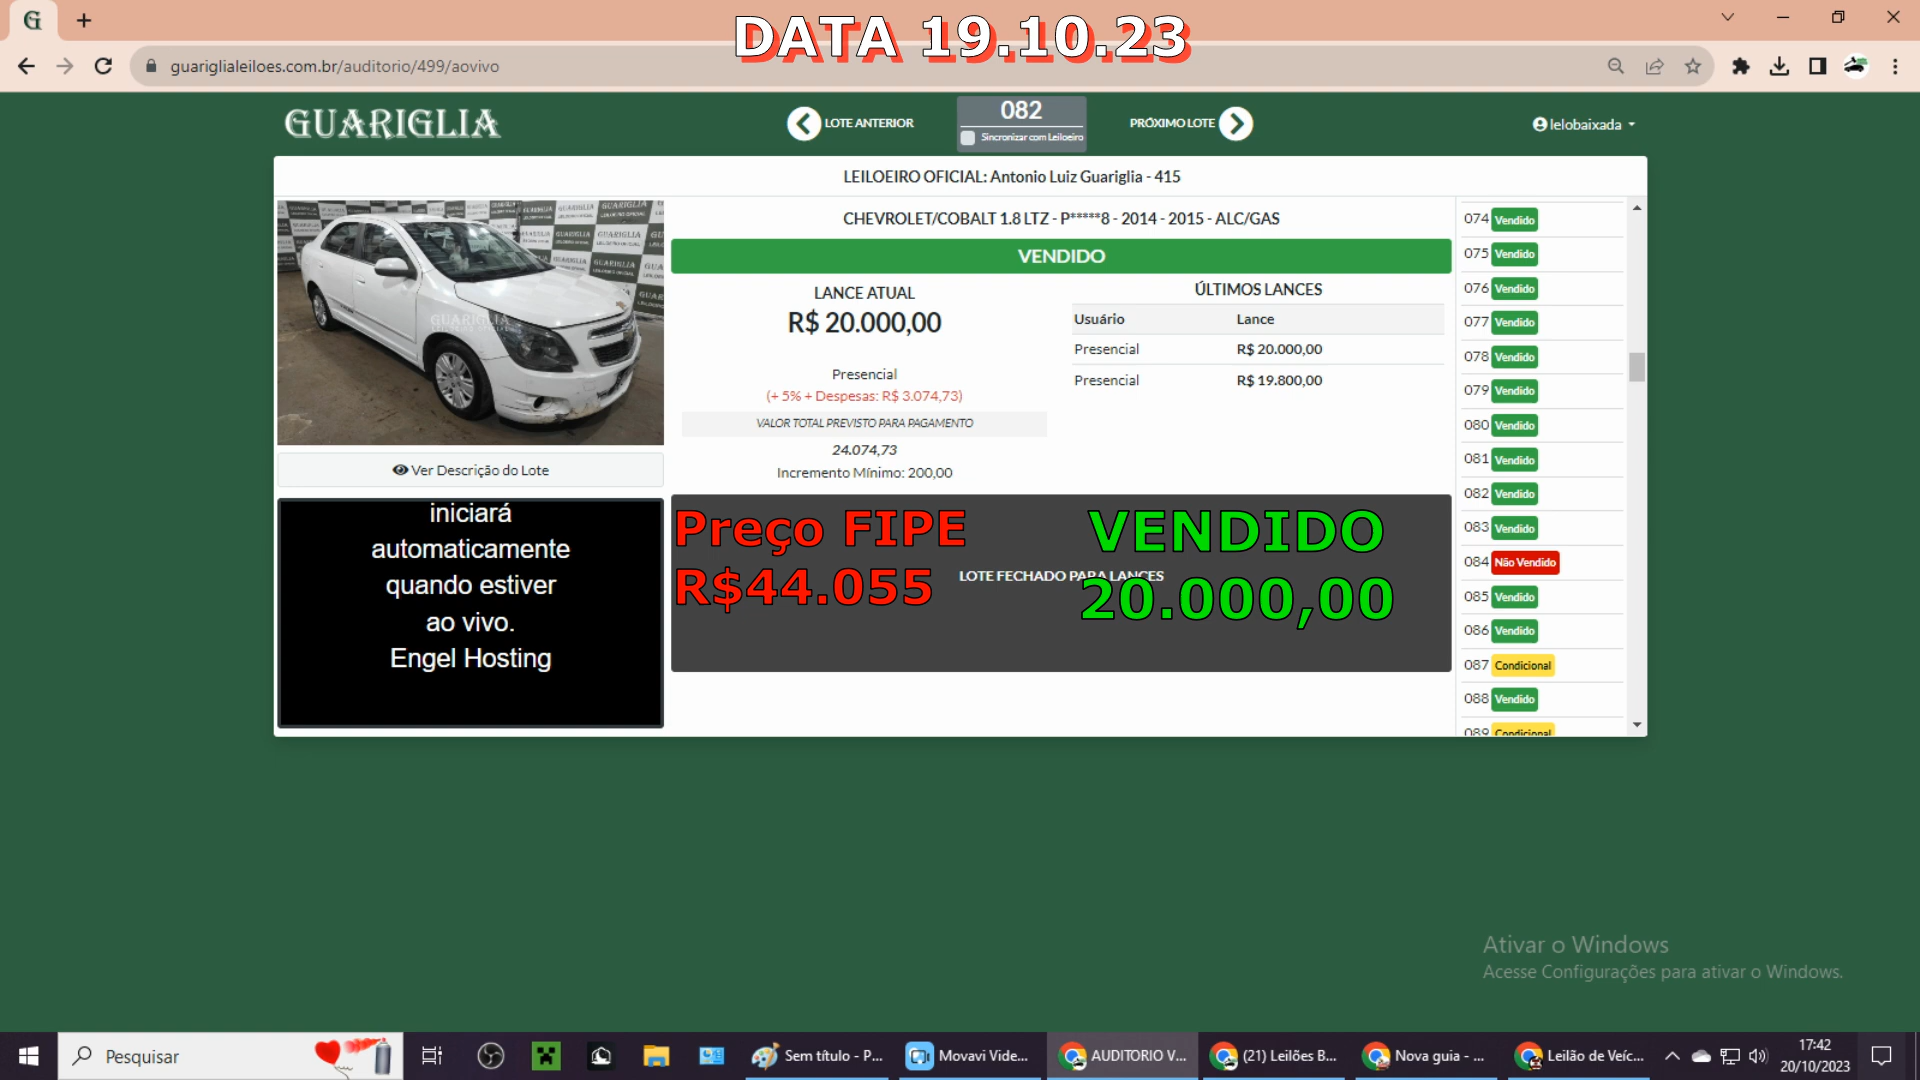 DATA 19.10.23
guariglialeiloes.com.br/auditorio/499/aovivo
GUARIGLIA
LOTE ANTERIOR
082
Sincronizar com Leiloeiro
PRÓXIMO LOTE
lelobaixada
LEILOEIRO OFICIAL: Antonio Luiz Guariglia - 415
CHEVROLET/COBALT 1.8 LTZ - P*****8 - 2014 - 2015 - ALC/GAS
VENDIDO
LANCE ATUAL
R$ 20.000,00
Presencial
(+ 5% + Despesas: R$ 3.074,73)
VALOR TOTAL PREVISTO PARA PAGAMENTO
24.074,73
Incremento Mínimo: 200,00
ÚLTIMOS LANCES
Usuário Lance
Presencial R$ 20.000,00
Presencial R$ 19.800,00
Ver Descrição do Lote
iniciará
automaticamente
quando estiver
ao vivo.
Engel Hosting
Preço FIPE
R$44.055
LOTE FECHADO PARA LANCES
VENDIDO
20.000,00
074 Vendido
075 Vendido
076 Vendido
077 Vendido
078 Vendido
079 Vendido
080 Vendido
081 Vendido
082 Vendido
083 Vendido
084 Não Vendido
085 Vendido
086 Vendido
087 Condicional
088 Vendido
089 Condicional
Ativar o Windows
Acesse Configurações para ativar o Windows.
Pesquisar
Sem título - P...
Movavi Vide...
AUDITORIO V...
(21) Leilões B...
Nova guia - ...
Leilão de Veíc...
17:42
20/10/2023